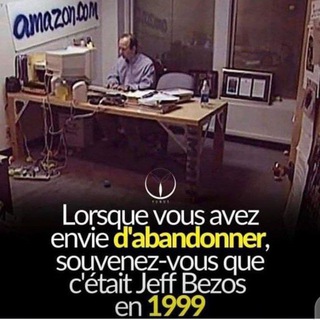 amazon.com
Lorsque vous avez
envie d'abandonner,
souvenez-vous que
c'était Jeff Bezos
en 1999